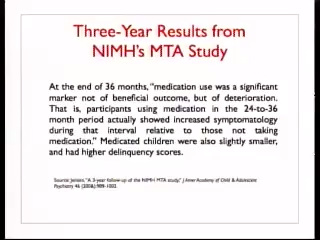 Three-Year Results from
NIMH's MTA Study
At the end of 36 months, "medication use was a significant
marker not of beneficial outcome, but of deterioration.
That is, participants using medication in the 24-to-36
month period actually showed increased symptomatology
during that interval relative to those not taking
medication." Medicated children were also slightly smaller,
and had higher delinquency scores.
Source: Jensen, "A 3-year follow-up of the NIMH MTA study," J Amer Academy of Child & Adolescent
Psychiatry 46 :989-1002.